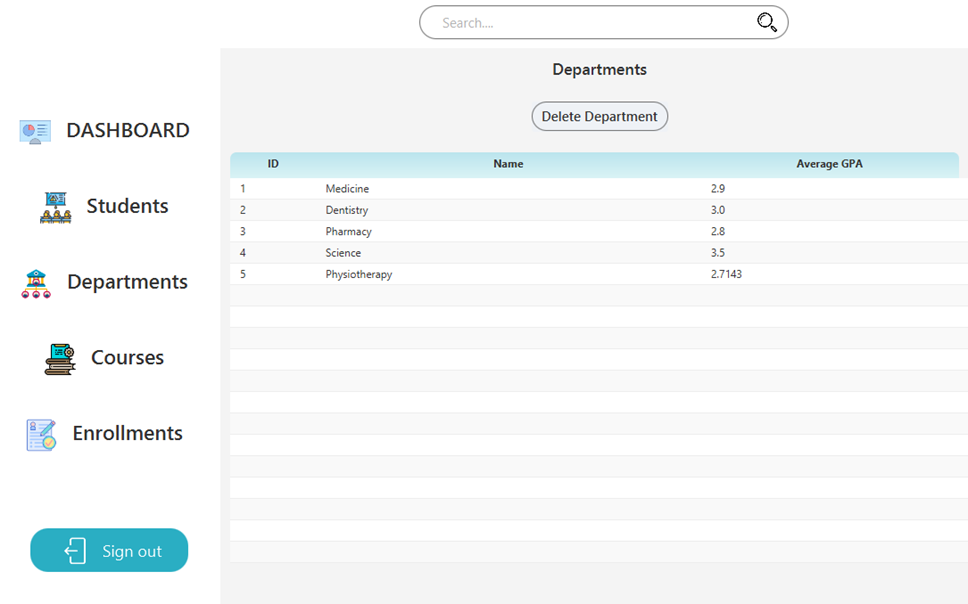 Search....
DASHBOARD
Students
Departments
Courses
Enrollments
Sign out
Departments
Delete Department
ID Name Average GPA
1 Medicine 2.9
2 Dentistry 3.0
3 Pharmacy 2.8
4 Science 3.5
5 Physiotherapy 2.7143